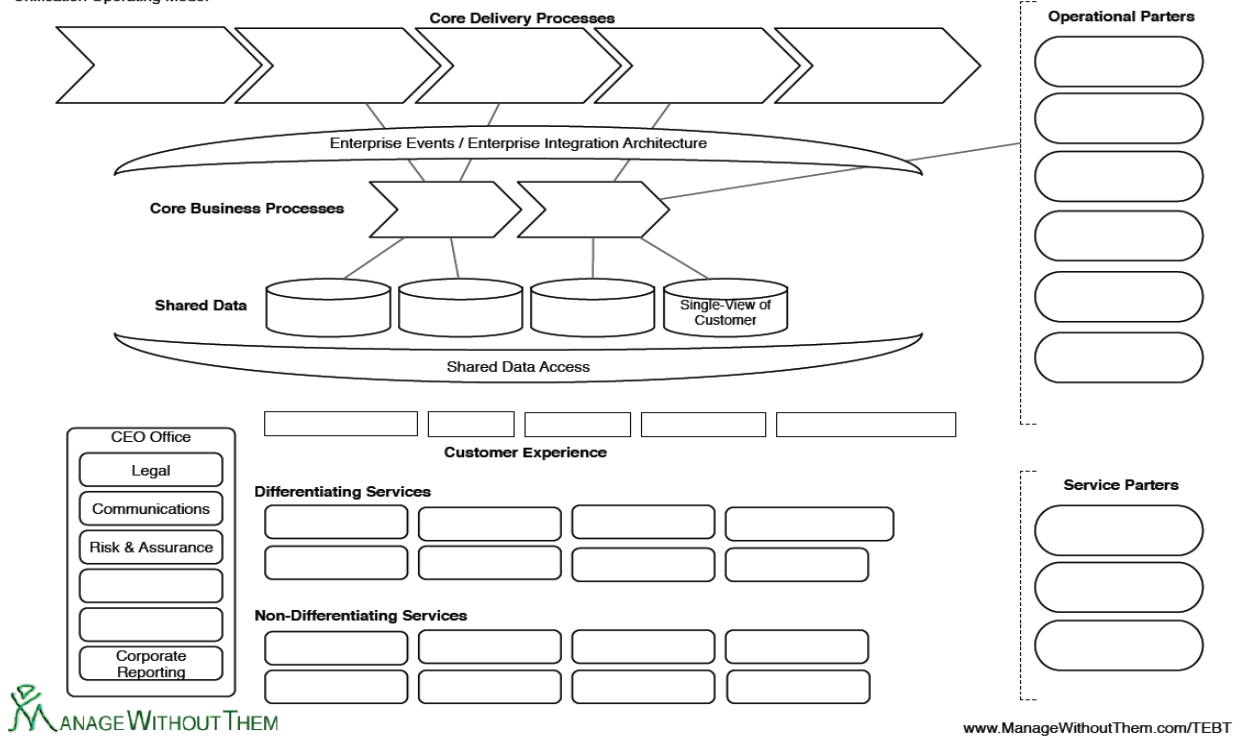 Unification Operating Model
Core Delivery Processes
Operational Parters
Enterprise Events / Enterprise Integration Architecture
Core Business Processes
Shared Data
Single-View of
Customer
Shared Data Access
CEO Office
Legal
Communications
Risk & Assurance
Corporate
Reporting
Customer Experience
Differentiating Services
Non-Differentiating Services
Service Parters
MANAGEWITHOUTTHEM
www.ManageWithoutThem.com/TEBT